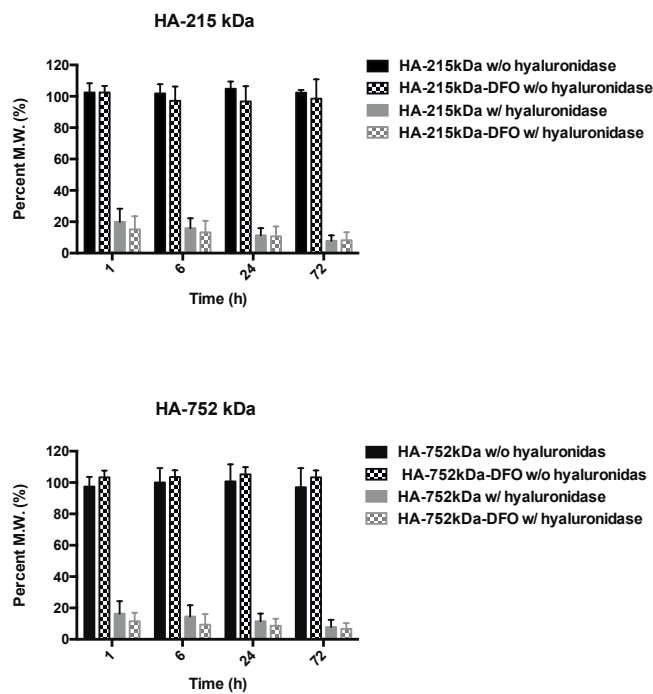 HA-215 kDa
Percent M.W. (%)
120
100
80
60
40
20
0
1
6
24
72
Time (h)
HA-215kDa w/o hyaluronidase
HA-215kDa-DFO w/o hyaluronidase
HA-215kDa w/ hyaluronidase
HA-215kDa-DFO w/ hyaluronidase
HA-752 kDa
Percent M.W. (%)
120
100
80
60
40
20
0
1
6
24
72
Time (h)
HA-752kDa w/o hyaluronidas
HA-752kDa-DFO w/o hyaluronidas
HA-752kDa w/ hyaluronidase
HA-752kDa-DFO w/ hyaluronidase